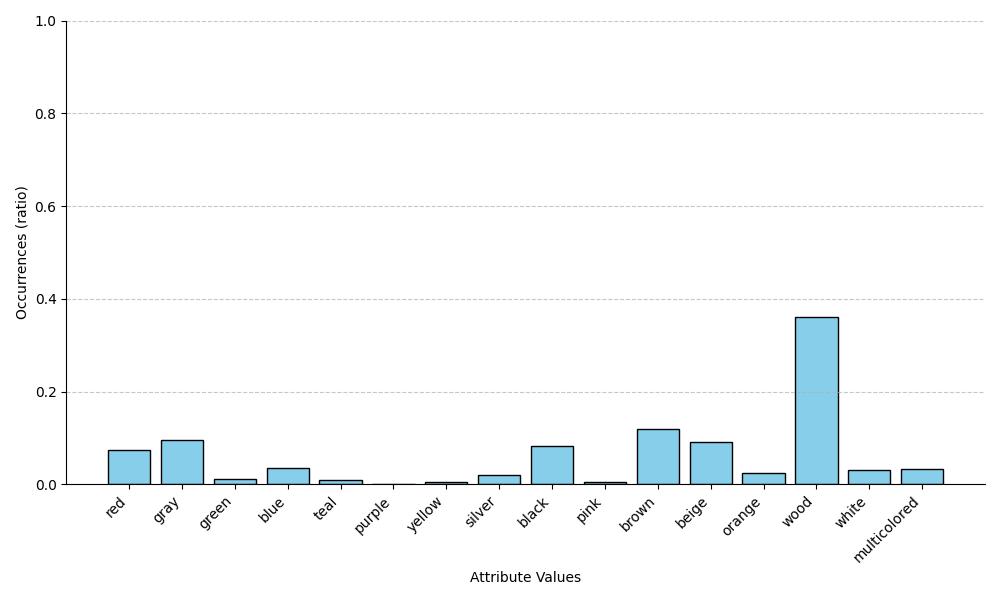 1.0
0.8
0.6
0.4
0.2
0.0
Occurrences (ratio)
red
gray
green
blue
teal
purple
yellow
silver
black
pink
brown
beige
orange
wood
white
multicolored
Attribute Values